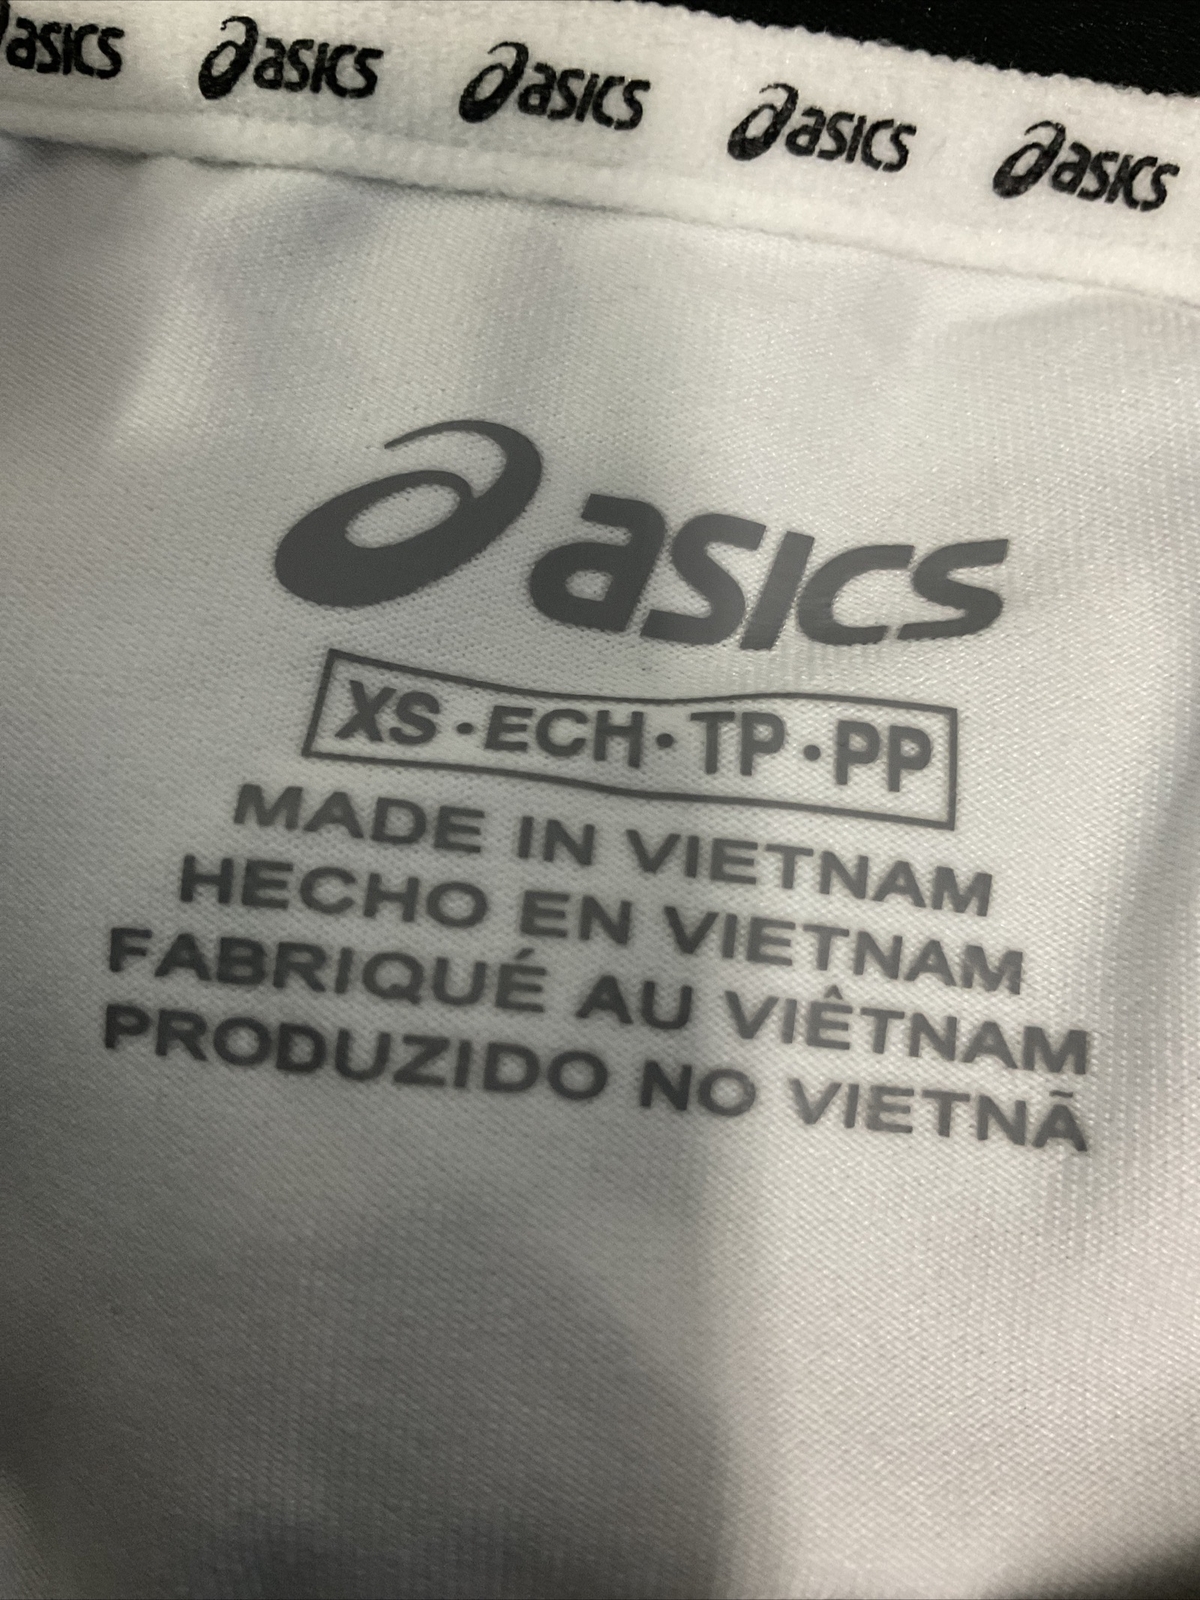 asics asics asics asics asics
asics
XS·ECH·TP·PP
MADE IN VIETNAM
HECHO EN VIETNAM
FABRIQUÉ AU VIÊTNAM
PRODUZIDO NO VIETNÃ